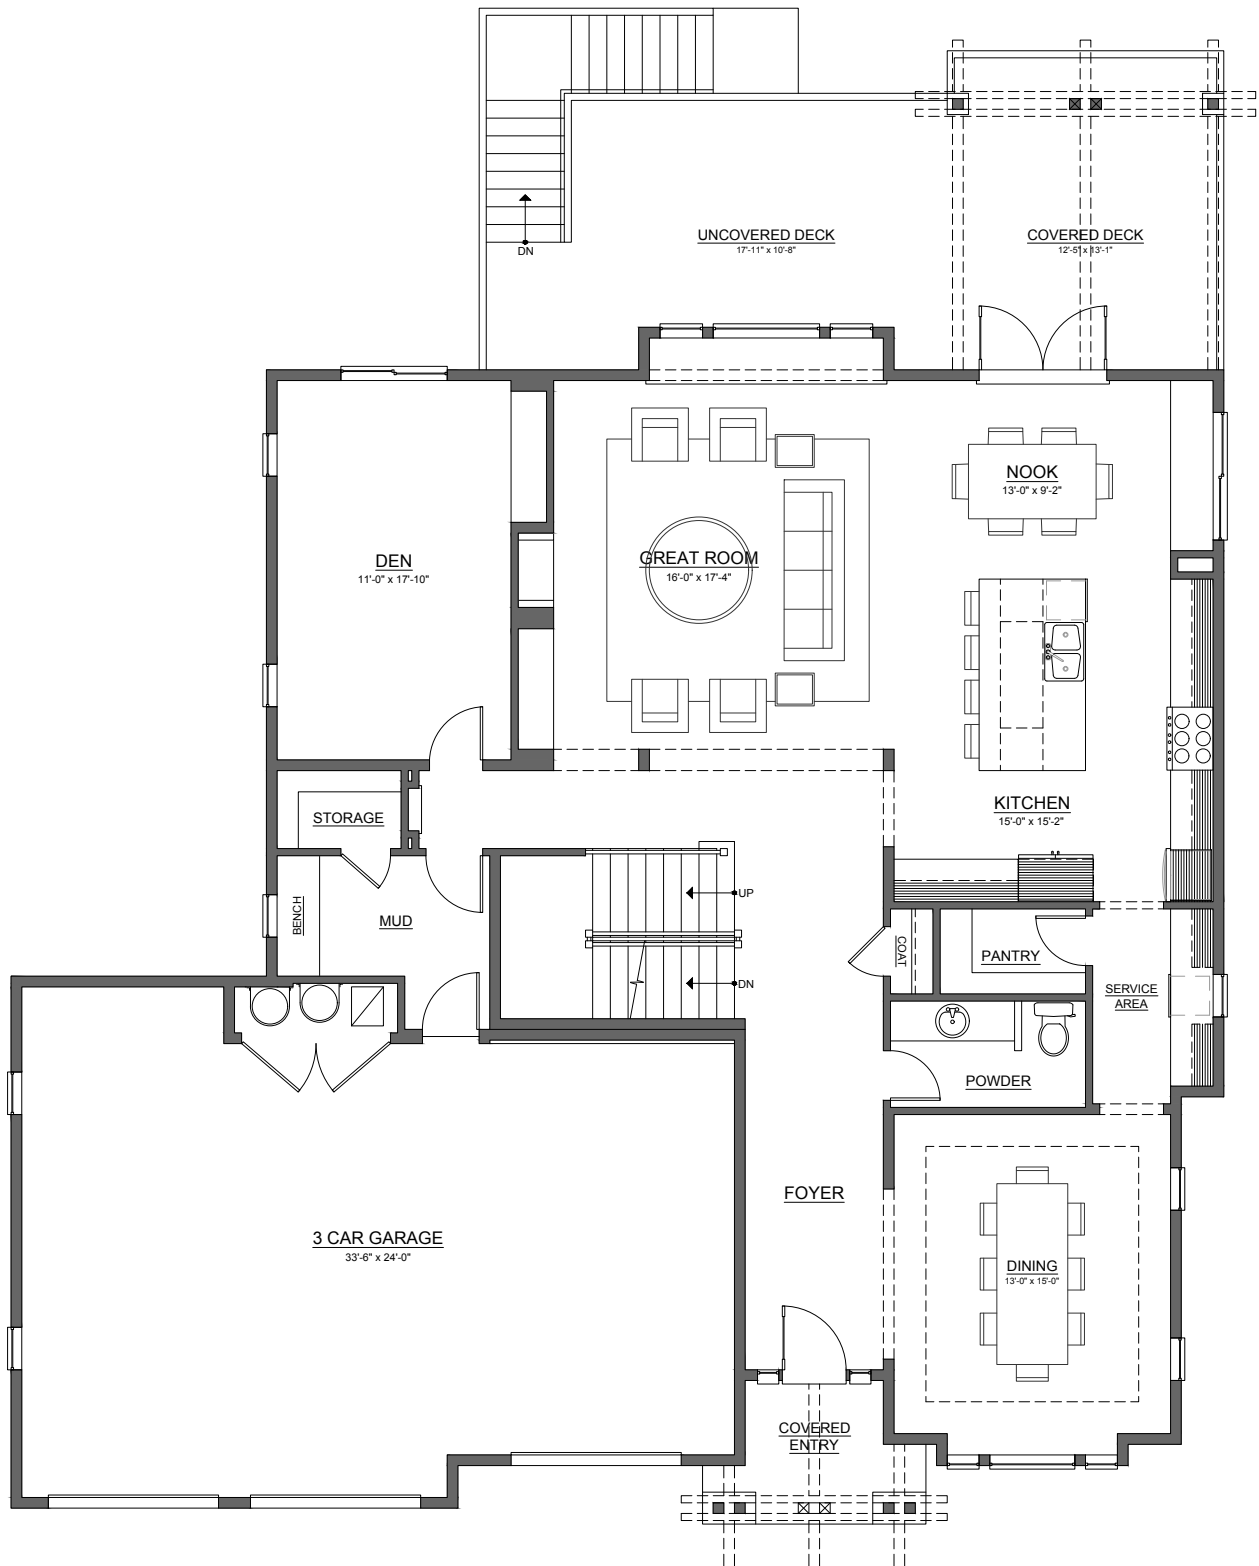 UNCOVERED DECK
17'-11" x 10'-8"
COVERED DECK
12'-5" x 13'-1"
DN
NOOK
13'-0" x 9'-2"
DEN
11'-0" x 17'-10"
GREAT ROOM
16'-0" x 17'-4"
KITCHEN
15'-0" x 15'-2"
STORAGE
UP
BENCH
MUD
COAT
PANTRY
DN
SERVICE
AREA
POWDER
FOYER
3 CAR GARAGE
33'-6" x 24'-0"
DINING
13'-0" x 15'-0"
COVERED
ENTRY